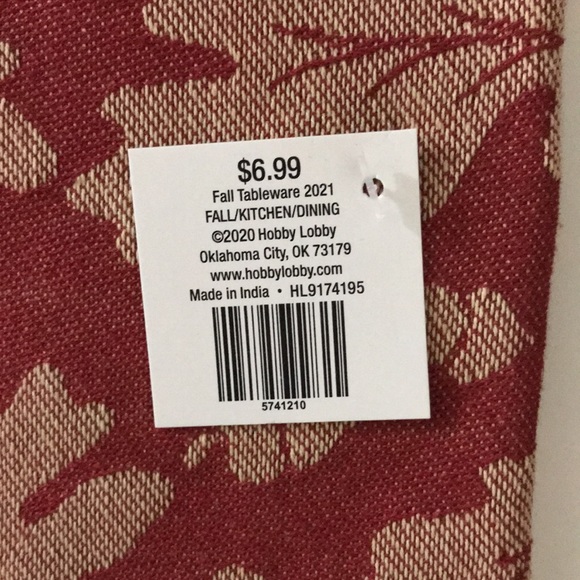 $6.99
Fall Tableware 2021
FALL/KITCHEN/DINING
©2020 Hobby Lobby
Oklahoma City, OK 73179
www.hobbylobby.com
Made in India • HL9174195
5741210